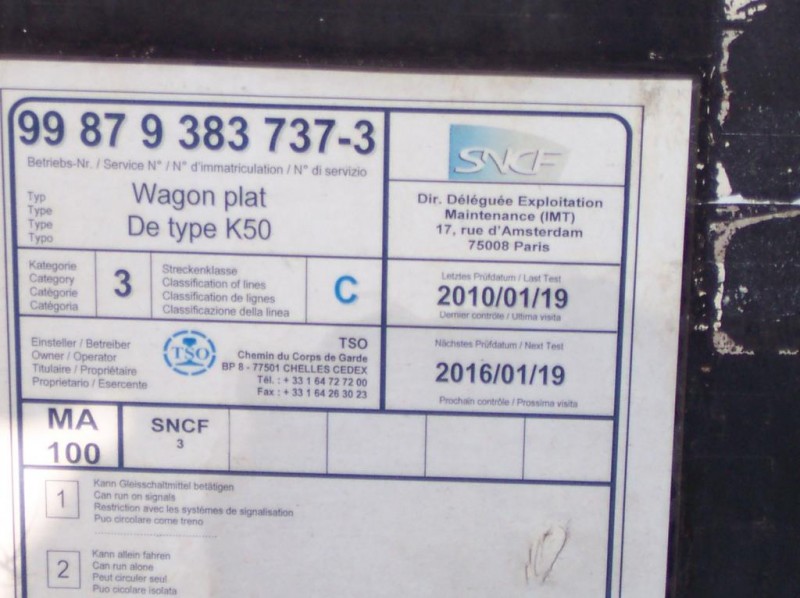 99 87 9 383 737-3
Betriebs-Nr. / Service N° / N° d'immatriculation / N° di servizio
Typ
Type
Type
Typo
Wagon plat
De type K50
SNCF
Dir. Déléguée Exploitation
Maintenance (IMT)
17, rue d'Amsterdam
75008 Paris
Kategorie
Category
Catégorie
Catégoria
3
Streckenklasse
Classification of lines
Classification de lignes
Classificazione della linea
C
Letztes Prüfdatum / Last Test
2010/01/19
Dernier contrôle / Ultima visita
Einsteller / Betreiber
Owner / Operator
Titulaire / Propriétaire
Proprietario / Esercente
TSO
TSO
Chemin du Corps de Garde
BP 8 - 77501 CHELLES CEDEX
Tél. : + 33 1 64 72 72 00
Fax : + 33 1 64 26 30 23
Nächstes Prüfdatum / Next Test
2016/01/19
Prochain contrôle / Prossima visita
MA
100
SNCF
3
1
Kann Gleisschaltmittel betätigen
Can run on signals
Restriction avec les systèmes de signalisation
Puo circolare come treno
2
Kann allein fahren
Can run alone
Peut circuler seul
Puo cicolare isolata